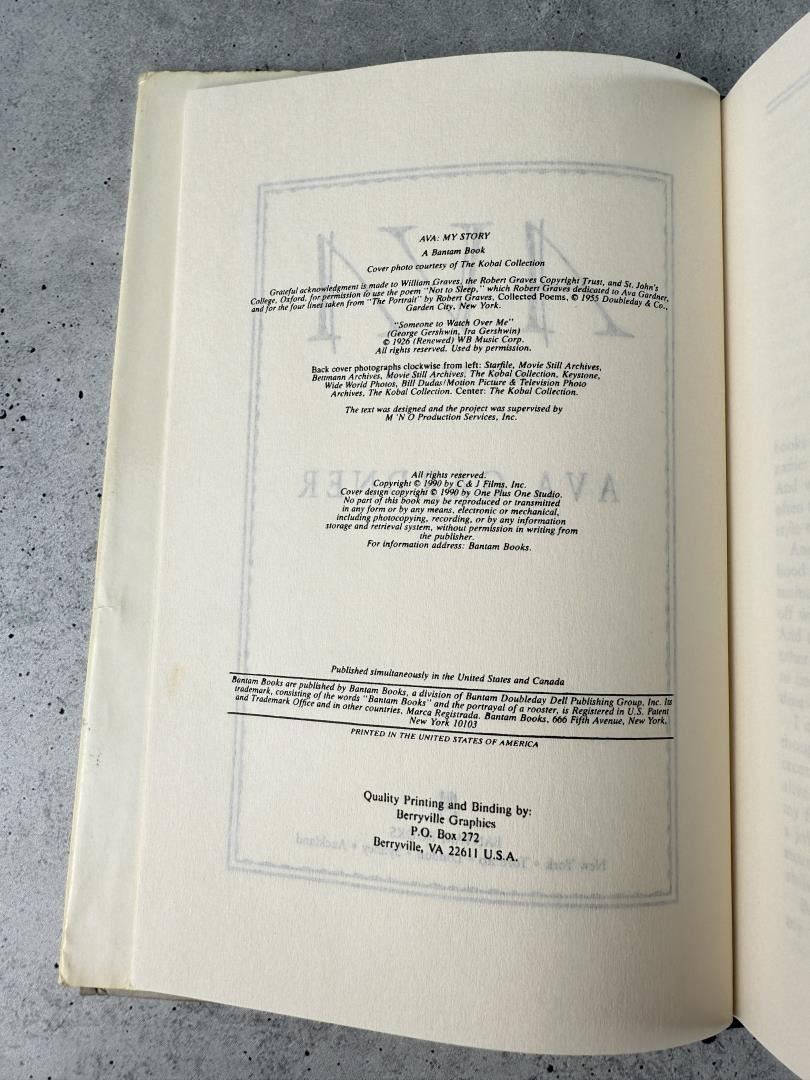 AVA: MY STORY
A Bantam Book
Cover photo courtesy of The Kobal Collection
Grateful acknowledgment is made to William Graves, the Robert Graves Copyright Trust, and St. John's
College, Oxford, for permission to use the poem "Not to Sleep," which Robert Graves dedicated to Ava Gardner,
and for the four lines taken from "The Portrait" by Robert Graves, Collected Poems, © 1955 Doubleday & Co.,
Garden City, New York.
"Someone to Watch Over Me"
(George Gershwin, Ira Gershwin)
© 1926 (Renewed) WB Music Corp.
All rights reserved. Used by permission.
Back cover photographs clockwise from left: Starfile, Movie Still Archives,
Bettmann Archives, Movie Still Archives, The Kobal Collection, Keystone,
Wide World Photos, Bill Dudas/Motion Picture & Television Photo
Archives, The Kobal Collection. Center: The Kobal Collection.
The text was designed and the project was supervised by
M 'N O Production Services, Inc.
All rights reserved.
Copyright © 1990 by C & J Films, Inc.
Cover design copyright © 1990 by One Plus One Studio.
No part of this book may be reproduced or transmitted
in any form or by any means, electronic or mechanical,
including photocopying, recording, or by any information
storage and retrieval system, without permission in writing from
the publisher.
For information address: Bantam Books.
Published simultaneously in the United States and Canada
Bantam Books are published by Bantam Books, a division of Bantam Doubleday Dell Publishing Group, Inc. Its
trademark, consisting of the words "Bantam Books" and the portrayal of a rooster, is Registered in U.S. Patent
and Trademark Office and in other countries. Marca Registrada. Bantam Books, 666 Fifth Avenue, New York,
New York 10103
PRINTED IN THE UNITED STATES OF AMERICA
Quality Printing and Binding by:
Berryville Graphics
P.O. Box 272
Berryville, VA 22611 U.S.A.